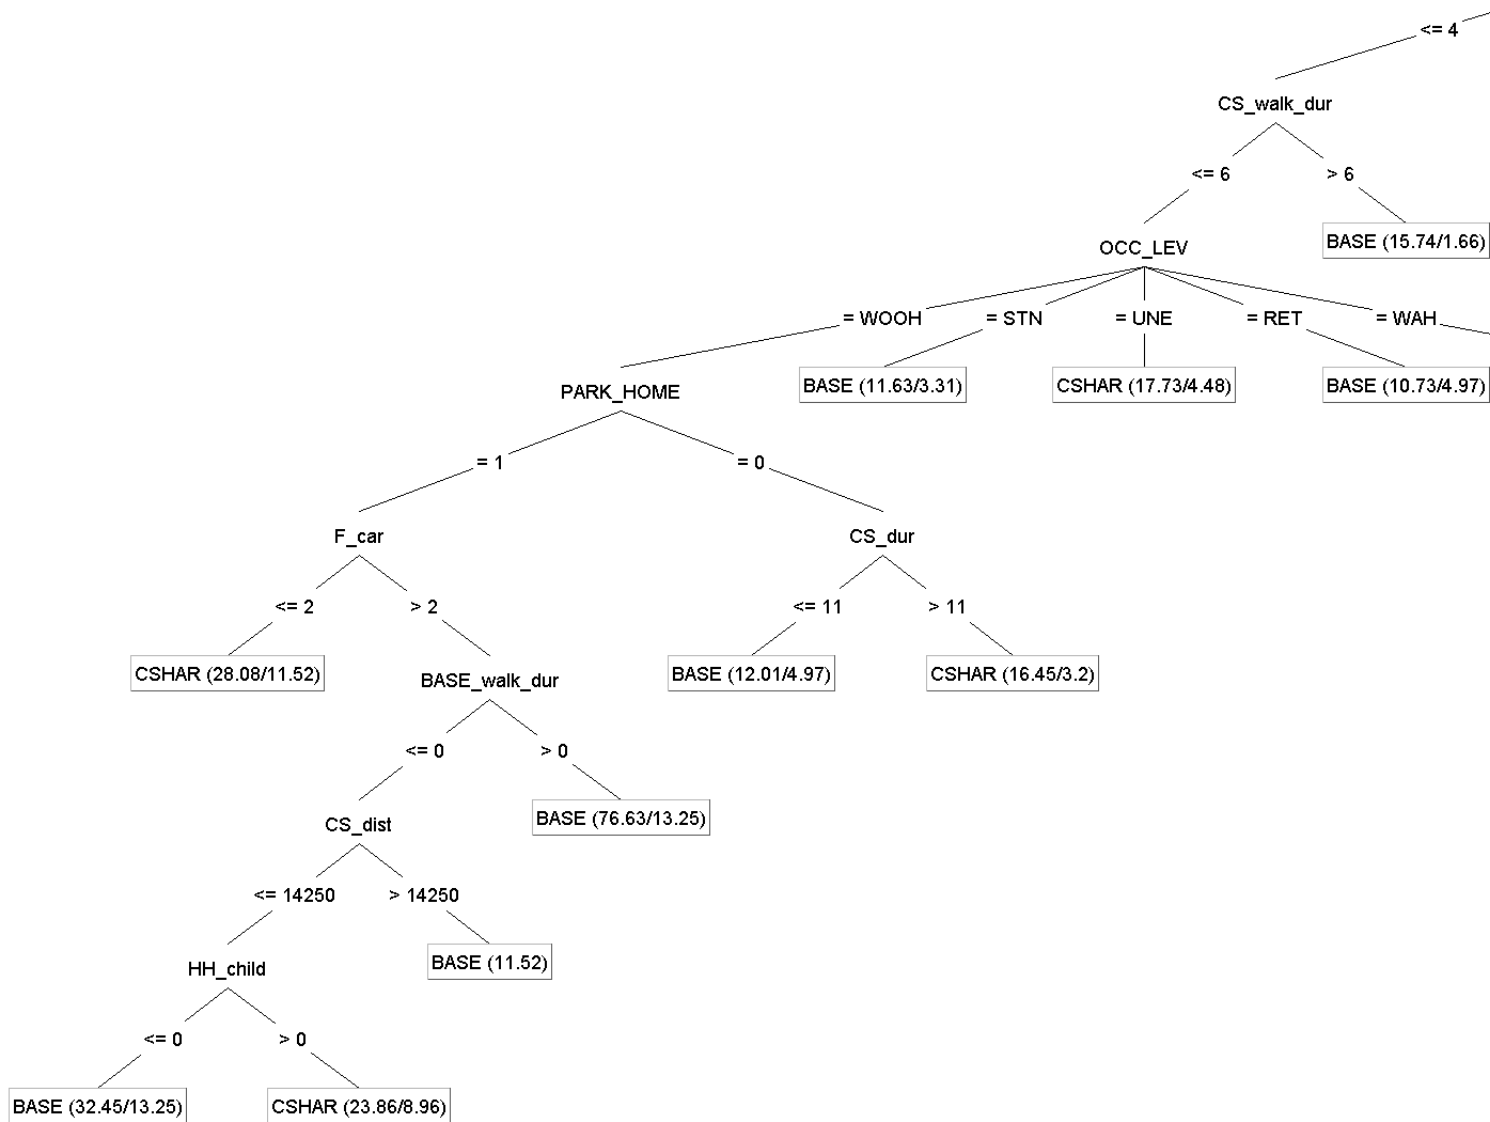 <= 4
CS_walk_dur
<= 6
> 6
BASE (15.74/1.66)
OCC_LEV
= WOOH
= STN
= UNE
= RET
= WAH
BASE (11.63/3.31)
CSHAR (17.73/4.48)
BASE (10.73/4.97)
PARK_HOME
= 1
= 0
F_car
CS_dur
<= 2
> 2
<= 11
> 11
CSHAR (28.08/11.52)
BASE_walk_dur
BASE (12.01/4.97)
CSHAR (16.45/3.2)
<= 0
> 0
CS_dist
BASE (76.63/13.25)
<= 14250
> 14250
HH_child
BASE (11.52)
<= 0
> 0
BASE (32.45/13.25)
CSHAR (23.86/8.96)